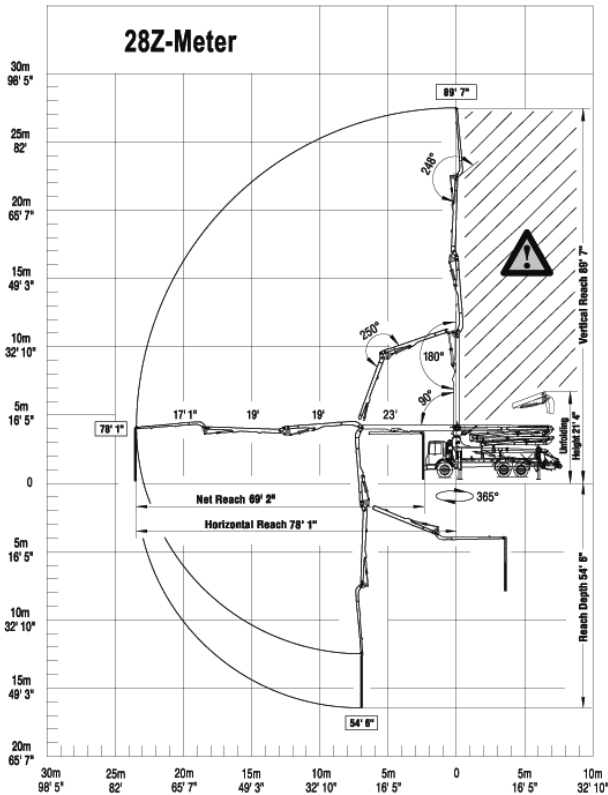 28Z-Meter
30m
98' 5"
89' 7"
25m
82'
248°
20m
65' 7"
15m
49' 3"
Vertical Reach 89' 7"
10m
32' 10"
250°
180°
90°
5m
16' 5"
17' 1"
19'
19'
23'
78' 1"
Unfolding
Height 21' 4"
0
Net Reach 69' 2"
365°
Horizontal Reach 78' 1"
5m
16' 5"
Reach Depth 54' 6"
10m
32' 10"
15m
49' 3"
54' 6"
20m
65' 7"
30m
25m
20m
15m
10m
5m
0
5m
10m
98' 5"
82'
65' 7"
49' 3"
32' 10"
16' 5"
16' 5"
32' 10"